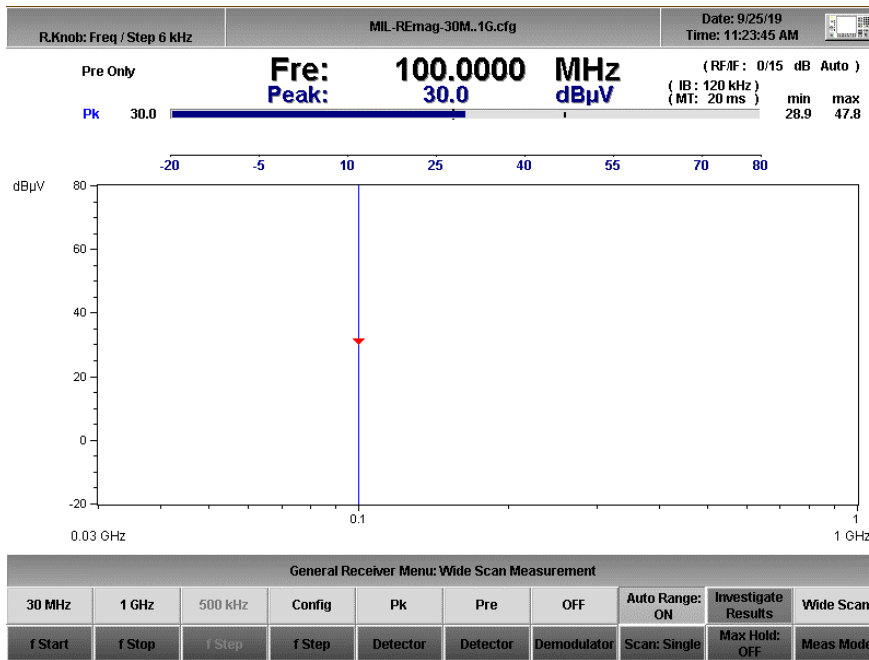 R.Knob: Freq / Step 6 kHz
MIL-REmag-30M..1G.cfg
Date: 9/25/19
Time: 11:23:45 AM
Pre Only
Fre: 100.0000 MHz
Peak: 30.0 dBµV
(RF/IF: 0/15 dB Auto )
( IB: 120 kHz )
( MT: 20 ms )
min max
Pk 30.0
28.9 47.8
-20 -5 10 25 40 55 70 80
dBµV
80
60
40
20
0
-20
0.1 1
0.03 GHz 1 GHz
General Receiver Menu: Wide Scan Measurement
30 MHz 1 GHz 500 kHz Config Pk Pre OFF Auto Range: ON Investigate Results Wide Scan
f Start f Stop f Step f Step Detector Detector Demodulator Scan: Single Max Hold: OFF Meas Mode